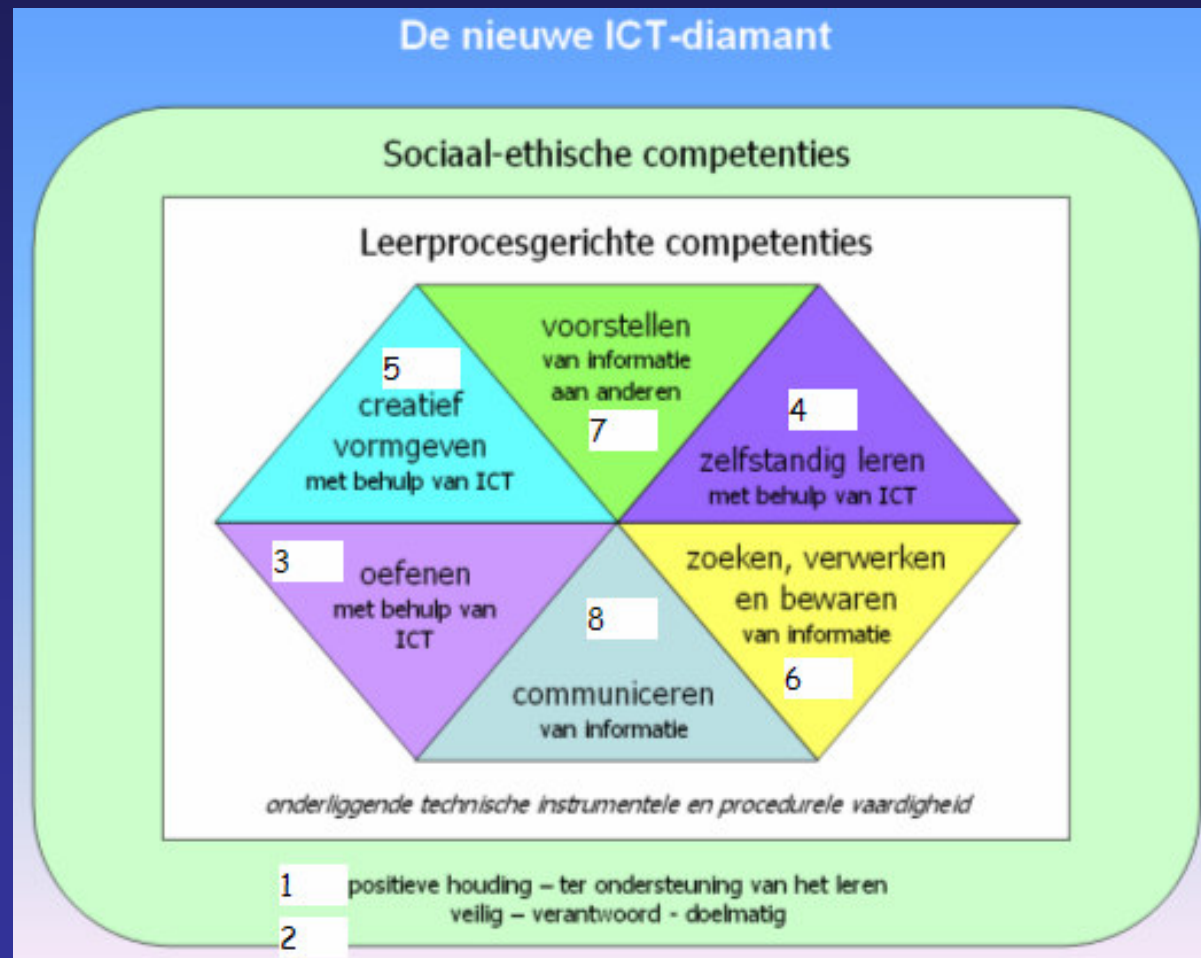 De nieuwe ICT-diamant
Sociaal-ethische competenties
Leerprocesgerichte competenties
5
creatief
vormgeven
met behulp van ICT
voorstellen
van informatie
aan anderen
7
4
zelfstandig leren
met behulp van ICT
3
oefenen
met behulp van
ICT
8
communiceren
van informatie
zoeken, verwerken
en bewaren
van informatie
6
onderliggende technische instrumentele en procedurele vaardigheid
1 positieve houding – ter ondersteuning van het leren
veilig – verantwoord - doelmatig
2